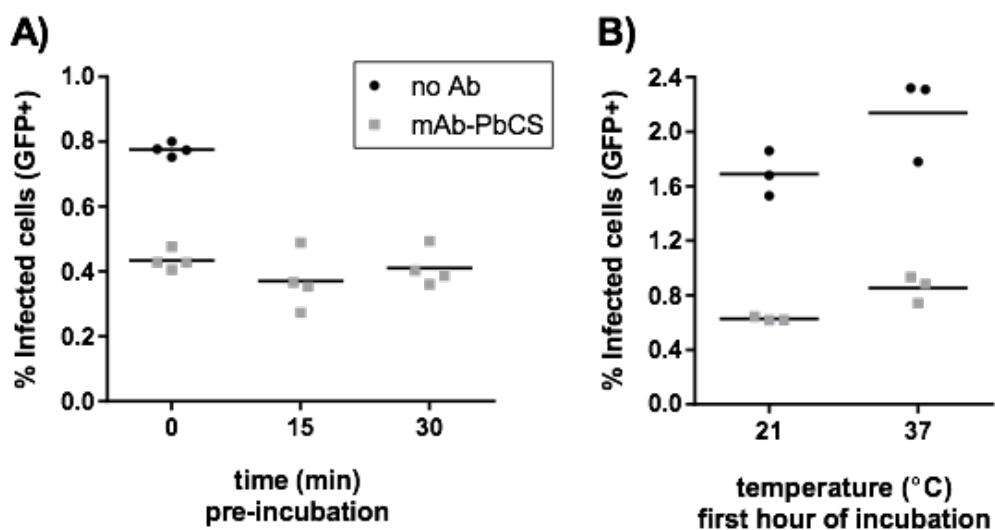 A)
% Infected cells (GFP+)
1.0
0.8
0.6
0.4
0.2
0.0
0
15
30
time (min)
pre-incubation
no Ab
mAb-PbCS
B)
% Infected cells (GFP+)
2.4
2.0
1.6
1.2
0.8
0.4
0.0
21
37
temperature (°C)
first hour of incubation